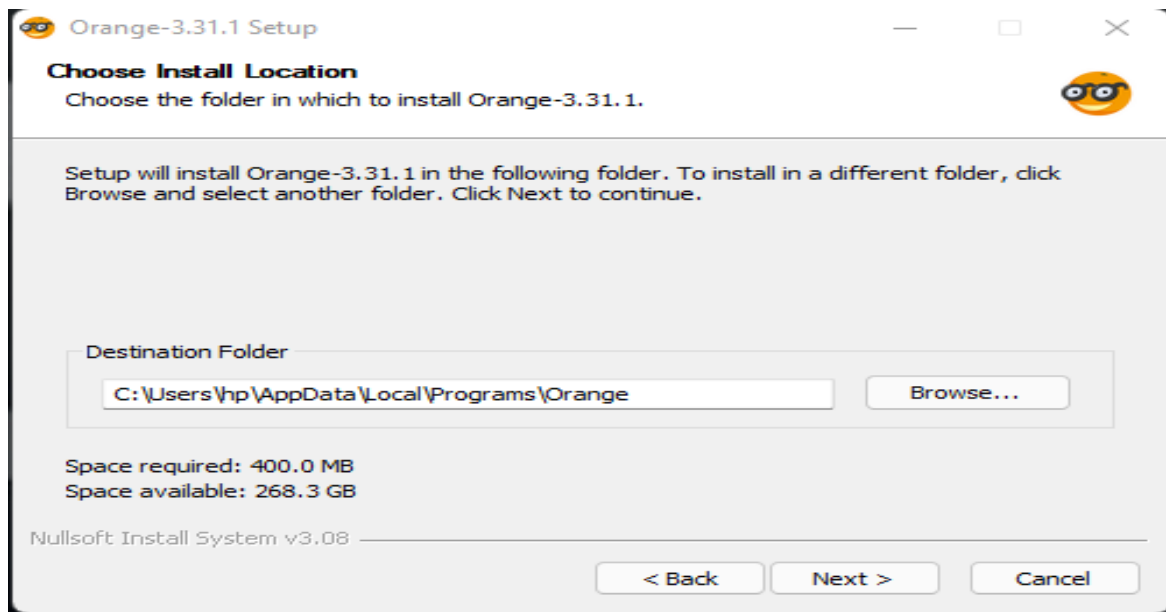 Orange-3.31.1 Setup
Choose Install Location
Choose the folder in which to install Orange-3.31.1.
Setup will install Orange-3.31.1 in the following folder. To install in a different folder, click
Browse and select another folder. Click Next to continue.
Destination Folder
C:\Users\hp\AppData\Local\Programs\Orange
Browse...
Space required: 400.0 MB
Space available: 268.3 GB
Nullsoft Install System v3.08
< Back
Next >
Cancel